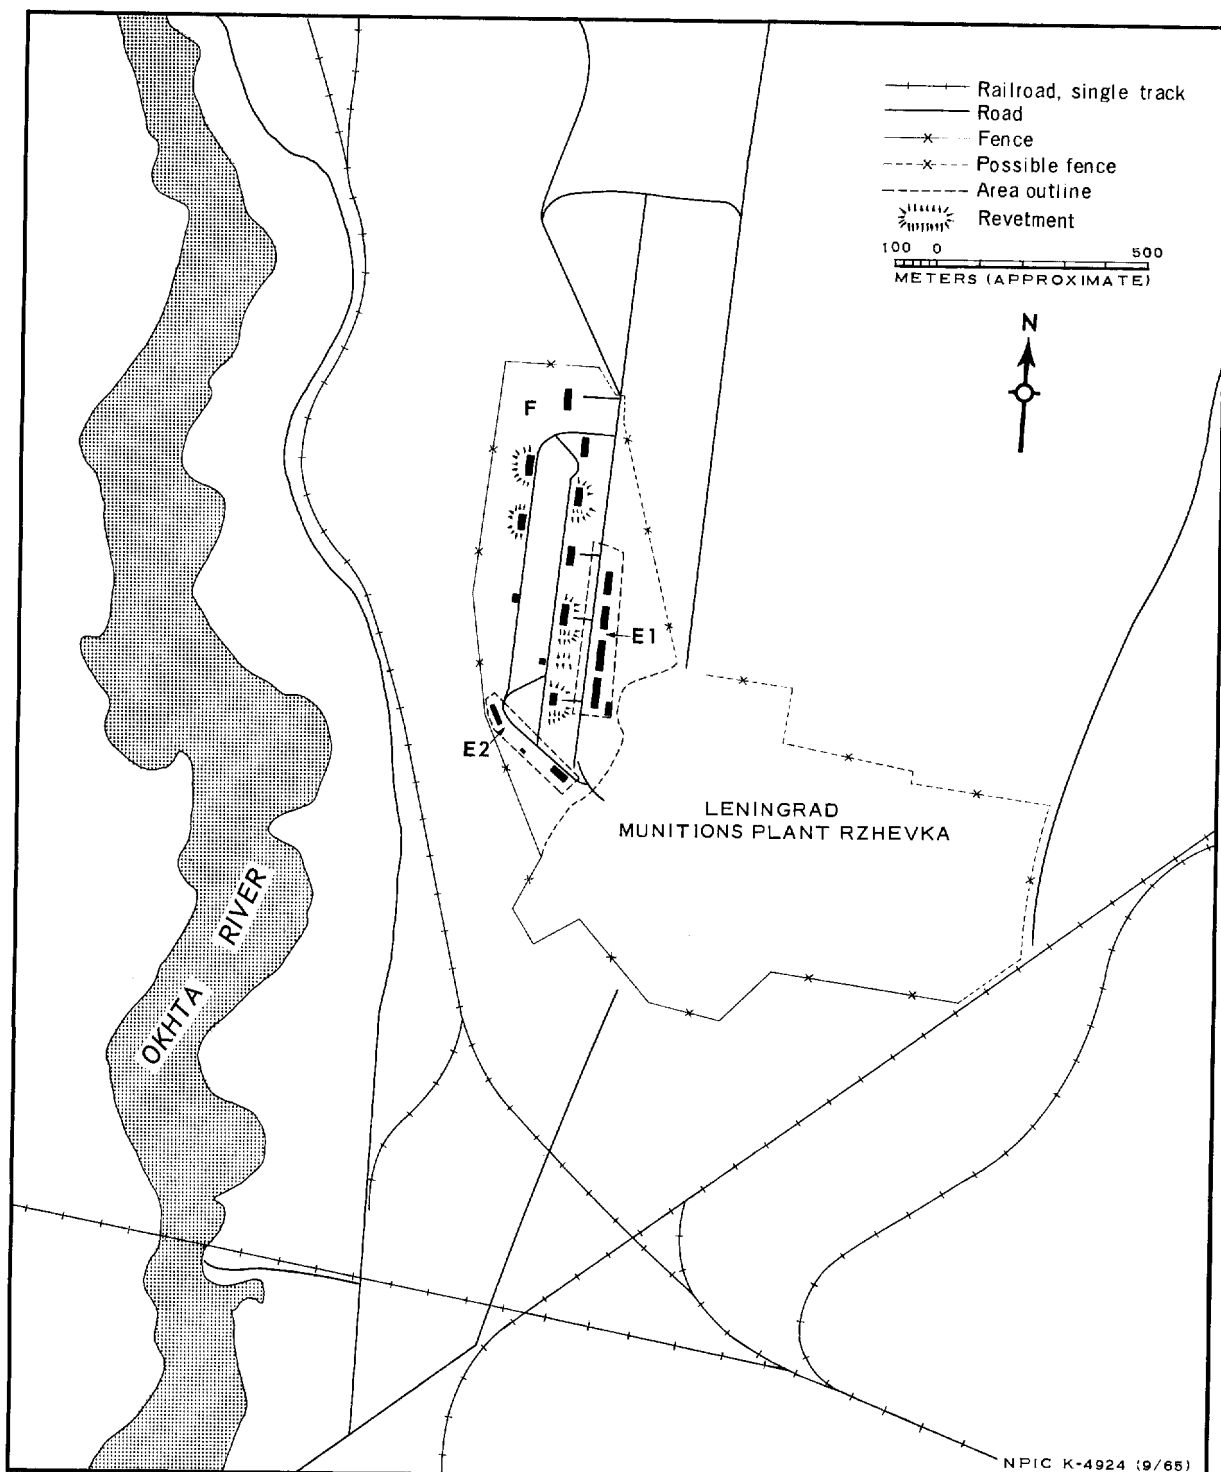 Railroad, single track
Road
Fence
Possible fence
Area outline
Revetment
100 0 500
METERS (APPROXIMATE)
N
F
E1
E2
LENINGRAD
MUNITIONS PLANT RZHEVKA
OKHTA RIVER
NPIC K-4924 (9/65)